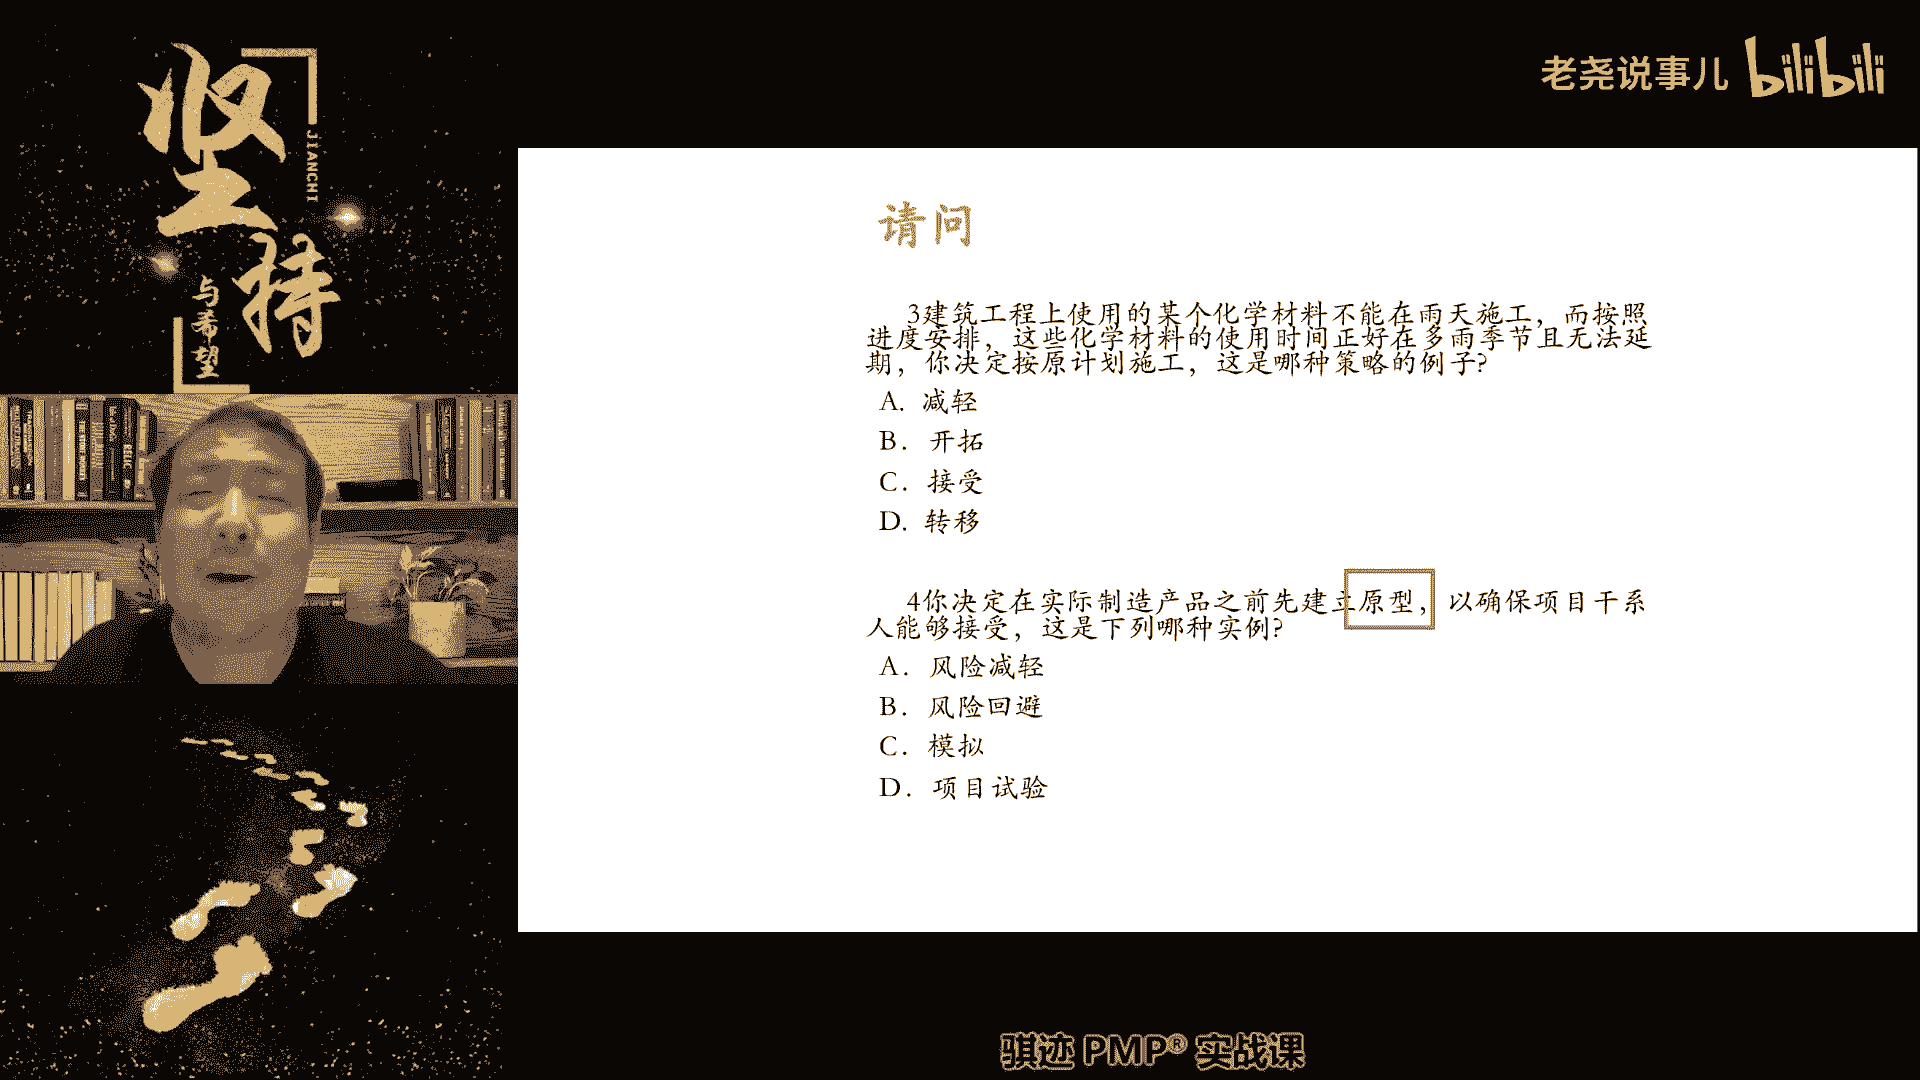 坚持
JIANCHI
与希望
老尧说事儿 bilibili
请问
3建筑工程上使用的某个化学材料不能在雨天施工，而按照
进度安排，这些化学材料的使用时间正好在多雨季节且无法延
期，你决定按原计划施工，这是哪种策略的例子?
A. 减轻
B. 开拓
C. 接受
D. 转移
4你决定在实际制造产品之前先建立原型，以确保项目干系
人能够接受，这是下列哪种实例?
A. 风险减轻
B. 风险回避
C. 模拟
D. 项目试验
骐迹 PMP® 实战课